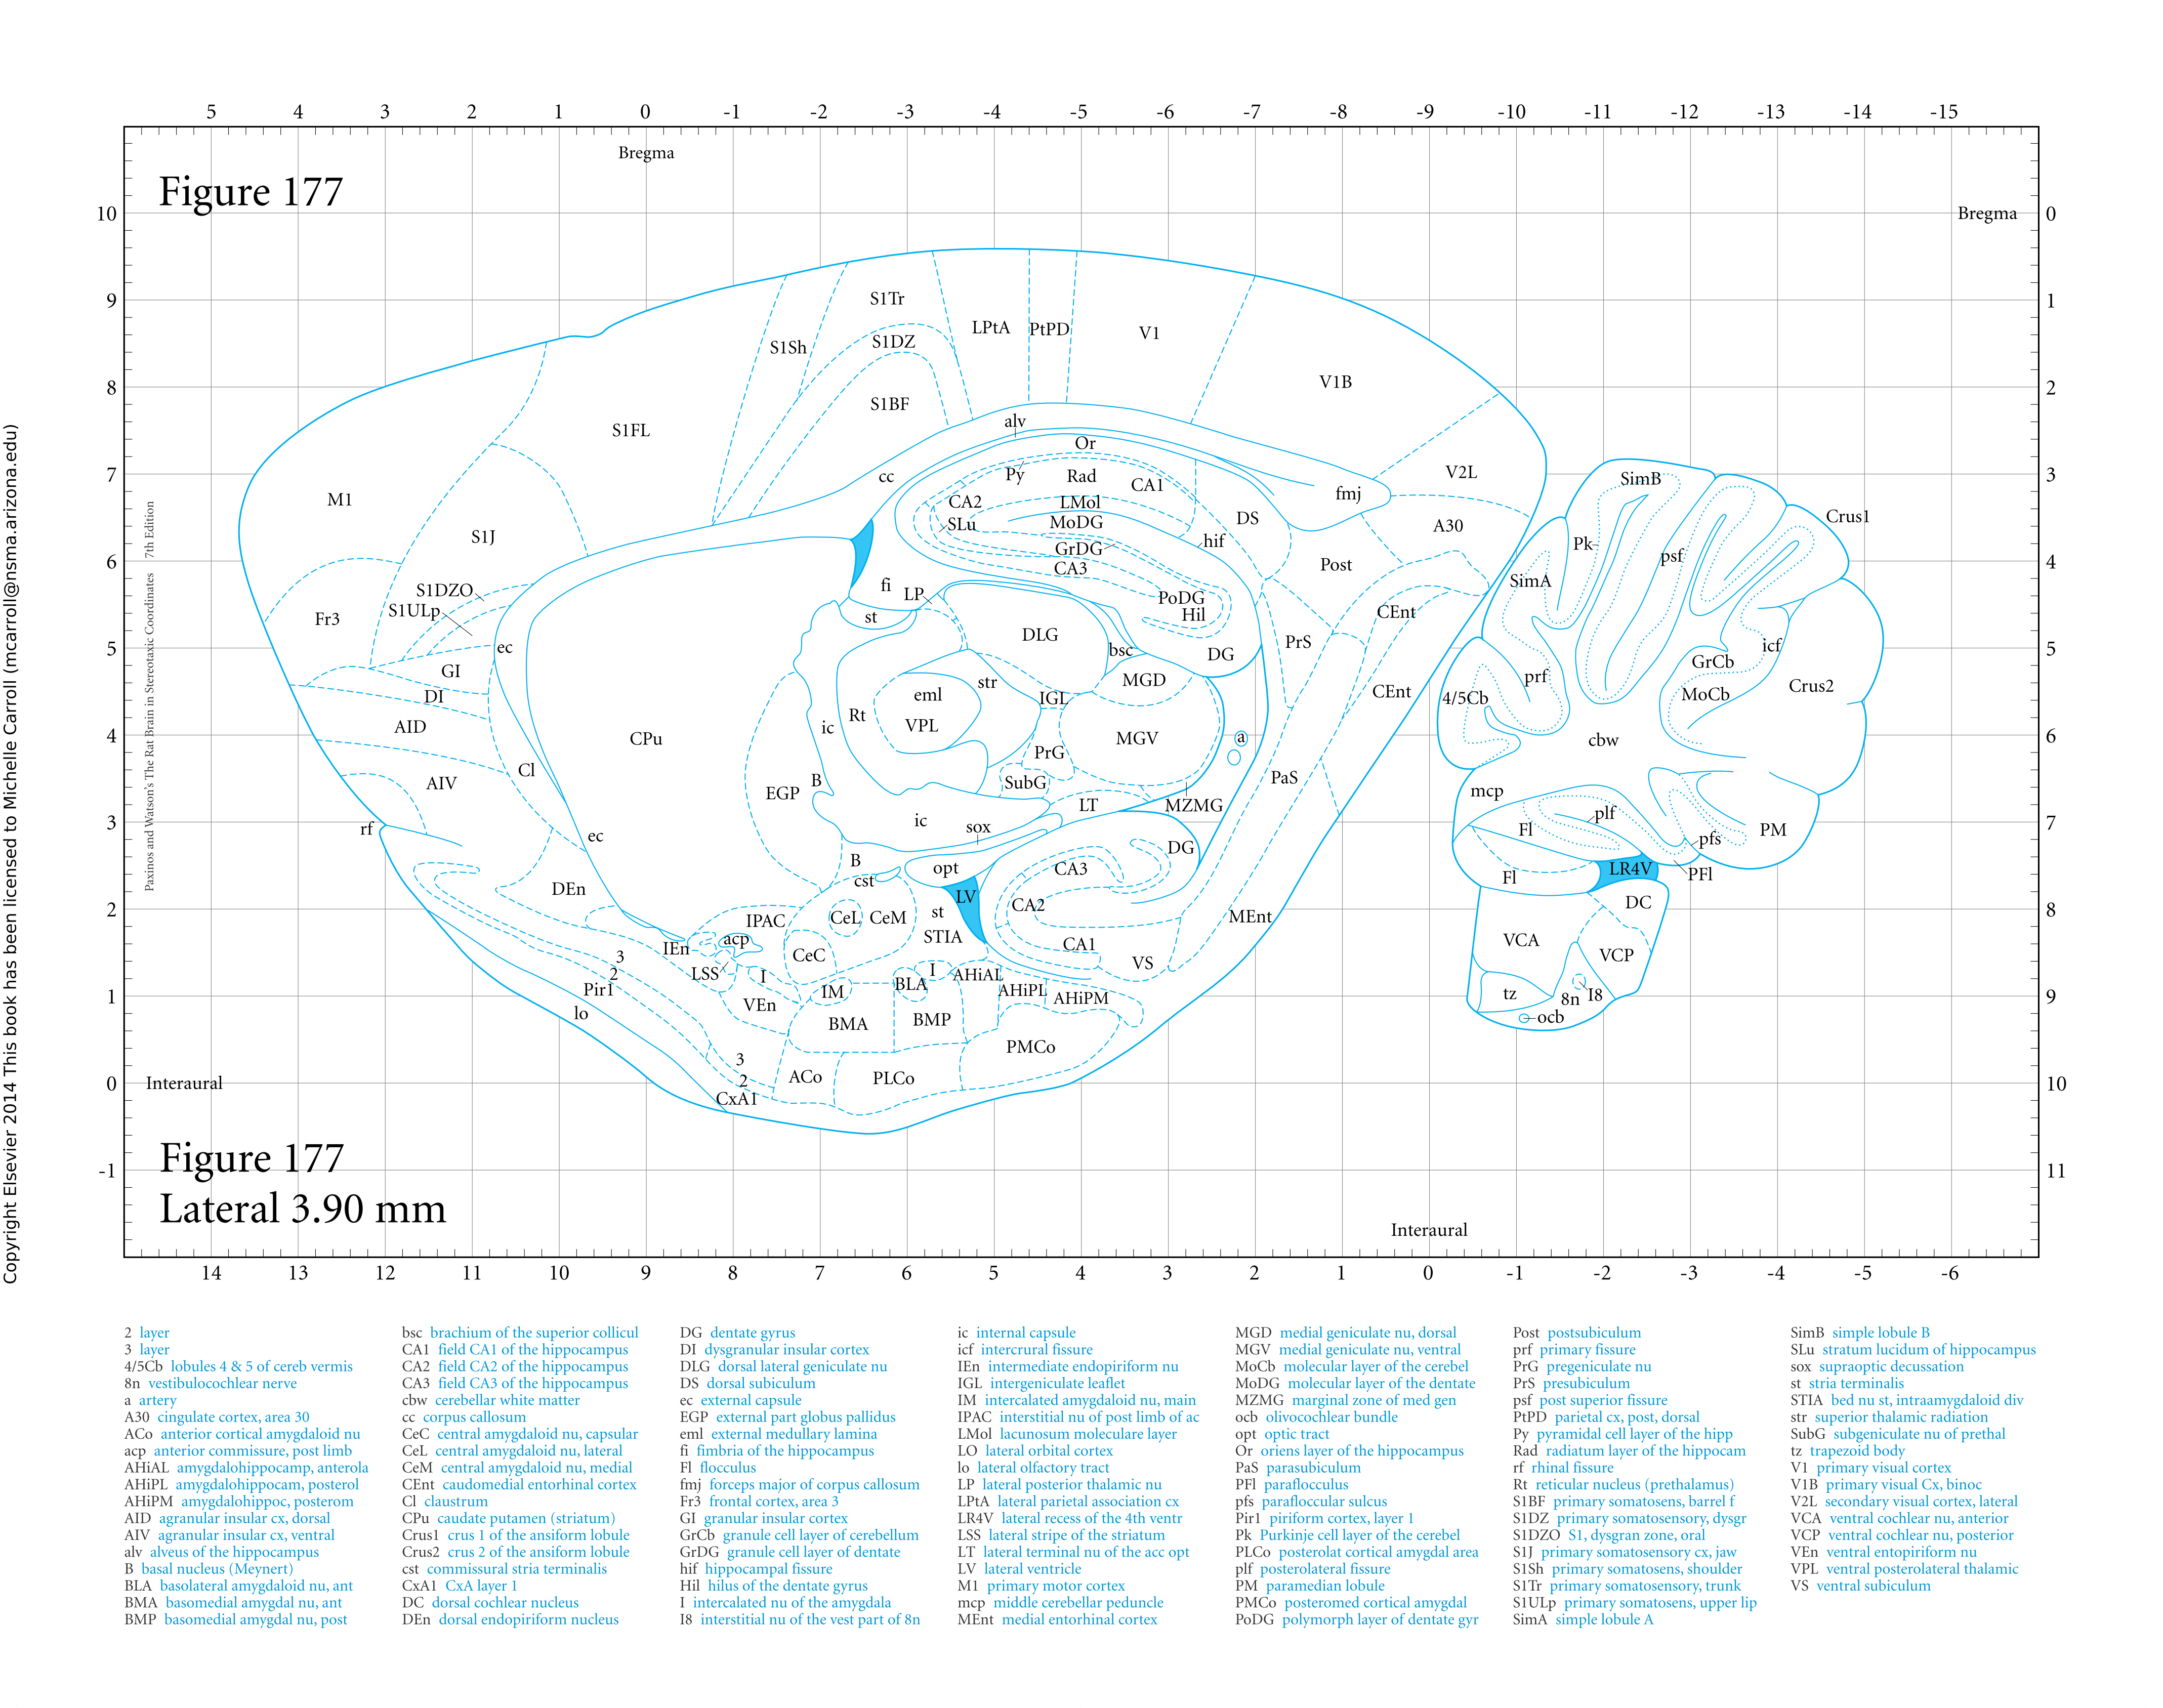 5 4 3 2 1 0 -1 -2 -3 -4 -5 -6 -7 -8 -9 -10 -11 -12 -13 -14 -15
Bregma
Figure 177
10 Bregma 0
9 1
8 2
7 3
6 4
5 5
4 6
3 7
2 8
1 9
Interaural 0 10
-1 11
S1Tr
LPtA PtPD V1
S1Sh S1DZ
V1B
S1BF
alv
S1FL
Or
cc Py Rad CA1 V2L
M1 CA2 LMol fmj
SLu MoDG DS A30
S1J hif
GrDG
CA3 Post
S1DZO fi LP
S1ULp PoDG CEnt
Fr3 st Hil
DLG PrS
ec bsc DG
GI MGD
DI str CEnt
eml IGL
AID Rt VPL
ic
CPu MGV a
PrG
Cl B SubG PaS
AIV EGP
LT MZMG
rf ic sox
ec
B DG
opt CA3
cst
DEn LV
CA2
IPAC CeL CeM st MEnt
acp STIA CA1
IEn
3 CeC VS
2 LSS I I AHiAL
Pir1 IM BLA AHiPL
VEn AHiPM
lo BMA BMP
PMCo
3
2 ACo PLCo
CxA1
SimB
Crus1
Pk psf
SimA
icf
GrCb
prf Crus2
4/5Cb MoCb
cbw
mcp
plf
Fl PM
pfs
LR4V PFl
Fl
DC
VCA VCP
tz 8n I8
ocb
Figure 177
Lateral 3.90 mm
Interaural
14 13 12 11 10 9 8 7 6 5 4 3 2 1 0 -1 -2 -3 -4 -5 -6
Paxinos and Watson's The Rat Brain in Stereotaxic Coordinates 7th Edition
Copyright Elsevier 2014 This book has been licensed to Michelle Carroll (mcarroll@nsma.arizona.edu)
2 layer
3 layer
4/5Cb lobules 4 & 5 of cereb vermis
8n vestibulocochlear nerve
a artery
A30 cingulate cortex, area 30
ACo anterior cortical amygdaloid nu
acp anterior commissure, post limb
AHiAL amygdalohippocamp, anterola
AHiPL amygdalohippocam, posterol
AHiPM amygdalohippoc, posterom
AID agranular insular cx, dorsal
AIV agranular insular cx, ventral
alv alveus of the hippocampus
B basal nucleus (Meynert)
BLA basolateral amygdaloid nu, ant
BMA basomedial amygdal nu, ant
BMP basomedial amygdal nu, post
bsc brachium of the superior collicul
CA1 field CA1 of the hippocampus
CA2 field CA2 of the hippocampus
CA3 field CA3 of the hippocampus
cbw cerebellar white matter
cc corpus callosum
CeC central amygdaloid nu, capsular
CeL central amygdaloid nu, lateral
CeM central amygdaloid nu, medial
CEnt caudomedial entorhinal cortex
Cl claustrum
CPu caudate putamen (striatum)
Crus1 crus 1 of the ansiform lobule
Crus2 crus 2 of the ansiform lobule
cst commissural stria terminalis
CxA1 CxA layer 1
DC dorsal cochlear nucleus
DEn dorsal endopiriform nucleus
DG dentate gyrus
DI dysgranular insular cortex
DLG dorsal lateral geniculate nu
DS dorsal subiculum
ec external capsule
EGP external part globus pallidus
eml external medullary lamina
fi fimbria of the hippocampus
Fl flocculus
fmj forceps major of corpus callosum
Fr3 frontal cortex, area 3
GI granular insular cortex
GrCb granule cell layer of cerebellum
GrDG granule cell layer of dentate
hif hippocampal fissure
Hil hilus of the dentate gyrus
I intercalated nu of the amygdala
I8 interstitial nu of the vest part of 8n
ic internal capsule
icf intercrural fissure
IEn intermediate endopiriform nu
IGL intergeniculate leaflet
IM intercalated amygdaloid nu, main
IPAC interstitial nu of post limb of ac
LMol lacunosum moleculare layer
LO lateral orbital cortex
lo lateral olfactory tract
LP lateral posterior thalamic nu
LPtA lateral parietal association cx
LR4V lateral recess of the 4th ventr
LSS lateral stripe of the striatum
LT lateral terminal nu of the acc opt
LV lateral ventricle
M1 primary motor cortex
mcp middle cerebellar peduncle
MEnt medial entorhinal cortex
MGD medial geniculate nu, dorsal
MGV medial geniculate nu, ventral
MoCb molecular layer of the cerebel
MoDG molecular layer of the dentate
MZMG marginal zone of med gen
ocb olivocochlear bundle
opt optic tract
Or oriens layer of the hippocampus
PaS parasubiculum
PFl paraflocculus
pfs parafloccular sulcus
Pir1 piriform cortex, layer 1
Pk Purkinje cell layer of the cerebel
PLCo posterolat cortical amygdal area
plf posterolateral fissure
PM paramedian lobule
PMCo posteromed cortical amygdal
PoDG polymorph layer of dentate gyr
Post postsubiculum
prf primary fissure
PrG pregeniculate nu
PrS presubiculum
psf post superior fissure
PtPD parietal cx, post, dorsal
Py pyramidal cell layer of the hipp
Rad radiatum layer of the hippocam
rf rhinal fissure
Rt reticular nucleus (prethalamus)
S1BF primary somatosens, barrel f
S1DZ primary somatosensory, dysgr
S1DZO S1, dysgran zone, oral
S1J primary somatosensory cx, jaw
S1Sh primary somatosens, shoulder
S1Tr primary somatosensory, trunk
S1ULp primary somatosens, upper lip
SimA simple lobule A
SimB simple lobule B
SLu stratum lucidum of hippocampus
sox supraoptic decussation
st stria terminalis
STIA bed nu st, intraamygdaloid div
str superior thalamic radiation
SubG subgeniculate nu of prethal
tz trapezoid body
V1 primary visual cortex
V1B primary visual Cx, binoc
V2L secondary visual cortex, lateral
VCA ventral cochlear nu, anterior
VCP ventral cochlear nu, posterior
VEn ventral entopiriform nu
VPL ventral posterolateral thalamic
VS ventral subiculum